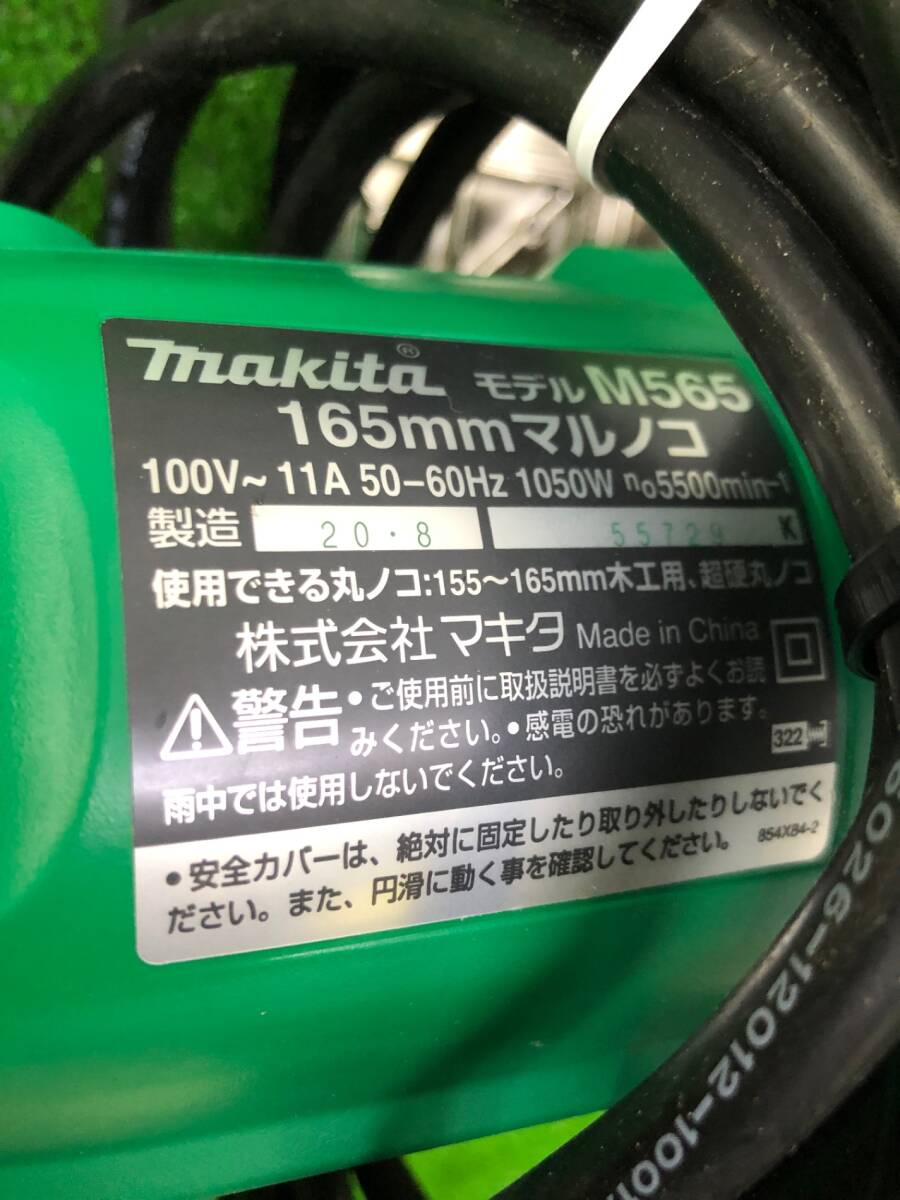 makita® モデル M565
165mmマルノコ
100V~ 11A 50-60Hz 1050W n₀5500min-1
製造 20・8 55729 K
使用できる丸ノコ:155~165mm木工用、超硬丸ノコ
株式会社マキタ Made in China
⚠警告 •ご使用前に取扱説明書を必ずよくお読
みください。•感電の恐れがあります。
雨中では使用しないでください。
322
•安全カバーは、絶対に固定したり取り外したりしないでく
ださい。また、円滑に動く事を確認してください。
854XB4-2
6026-12012-1001